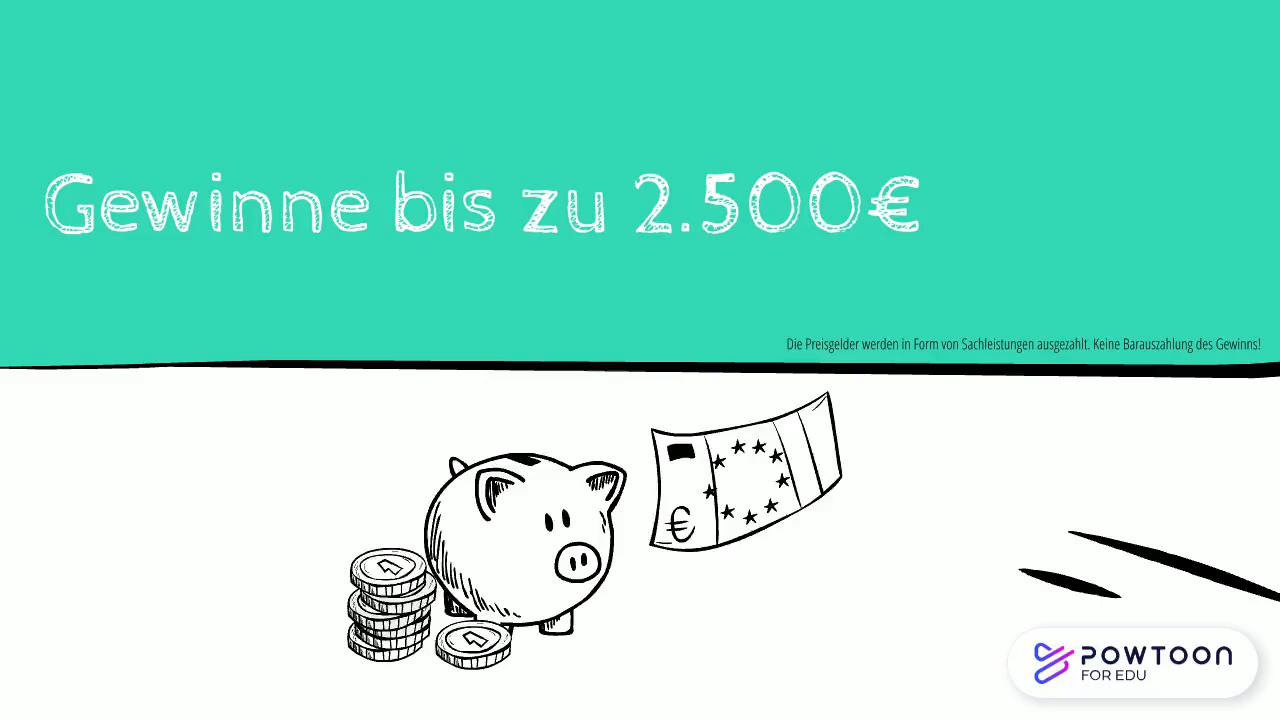 Gewinne bis zu 2.500€
Die Preisgelder werden in Form von Sachleistungen ausgezahlt. Keine Barauszahlung des Gewinns!
€
POWTOON
FOR EDU